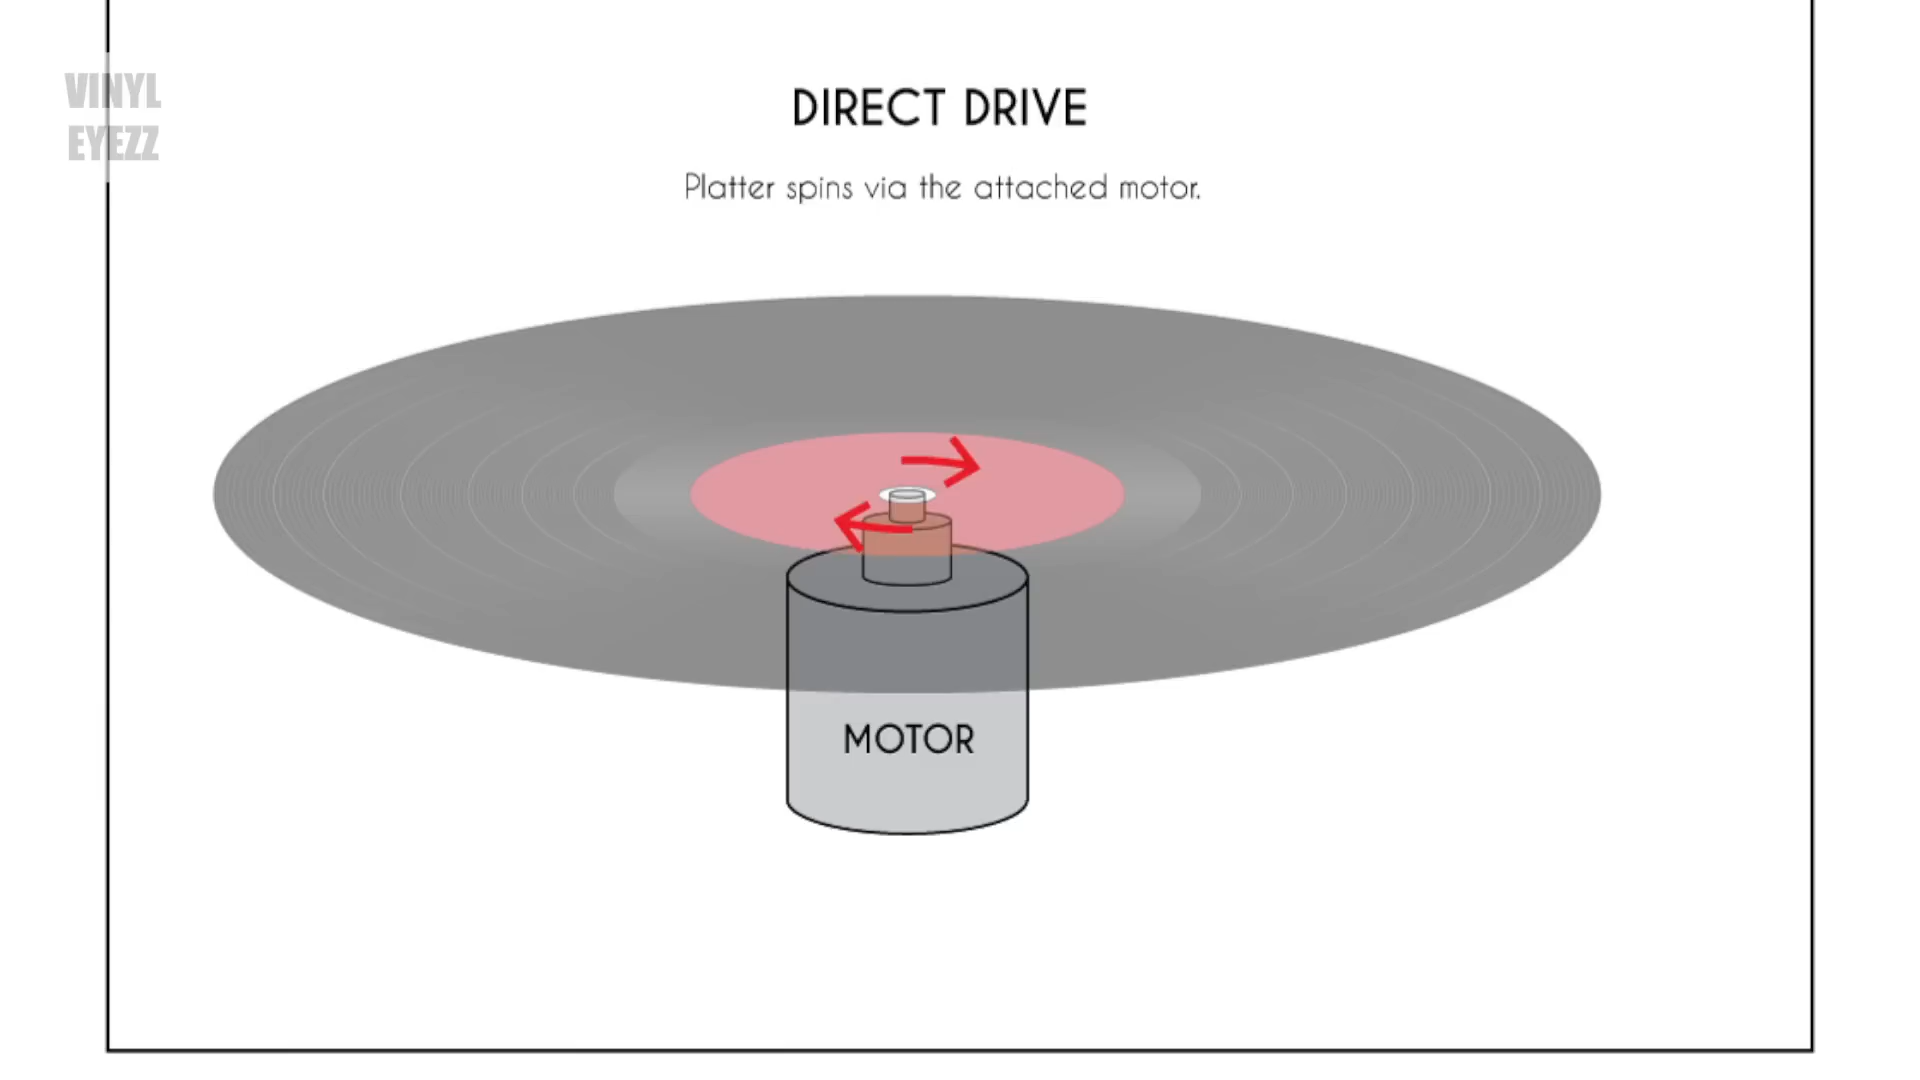 VINYL
EYEZZ
DIRECT DRIVE
Platter spins via the attached motor.
MOTOR